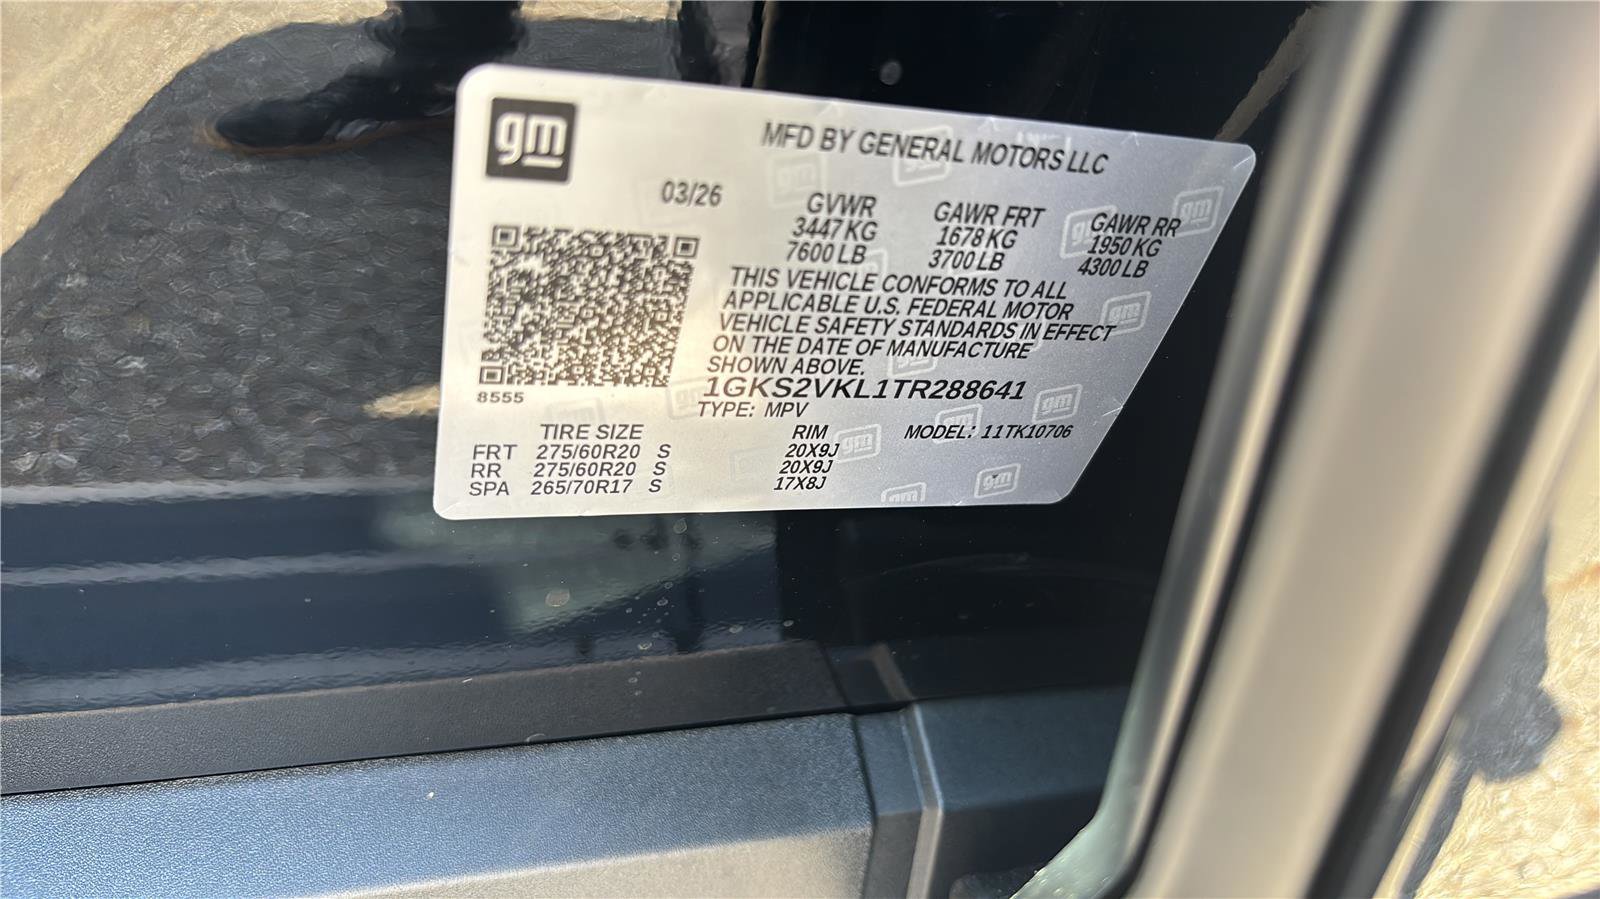 gm
MFD BY GENERAL MOTORS LLC
03/26
GVWR GAWR FRT GAWR RR
3447 KG 1678 KG 1950 KG
7600 LB 3700 LB 4300 LB
THIS VEHICLE CONFORMS TO ALL
APPLICABLE U.S. FEDERAL MOTOR
VEHICLE SAFETY STANDARDS IN EFFECT
ON THE DATE OF MANUFACTURE
SHOWN ABOVE.
1GKS2VKL1TR288641
8555
TYPE: MPV
TIRE SIZE RIM MODEL: 11TK10706
FRT 275/60R20 S 20X9J
RR 275/60R20 S 20X9J
SPA 265/70R17 S 17X8J